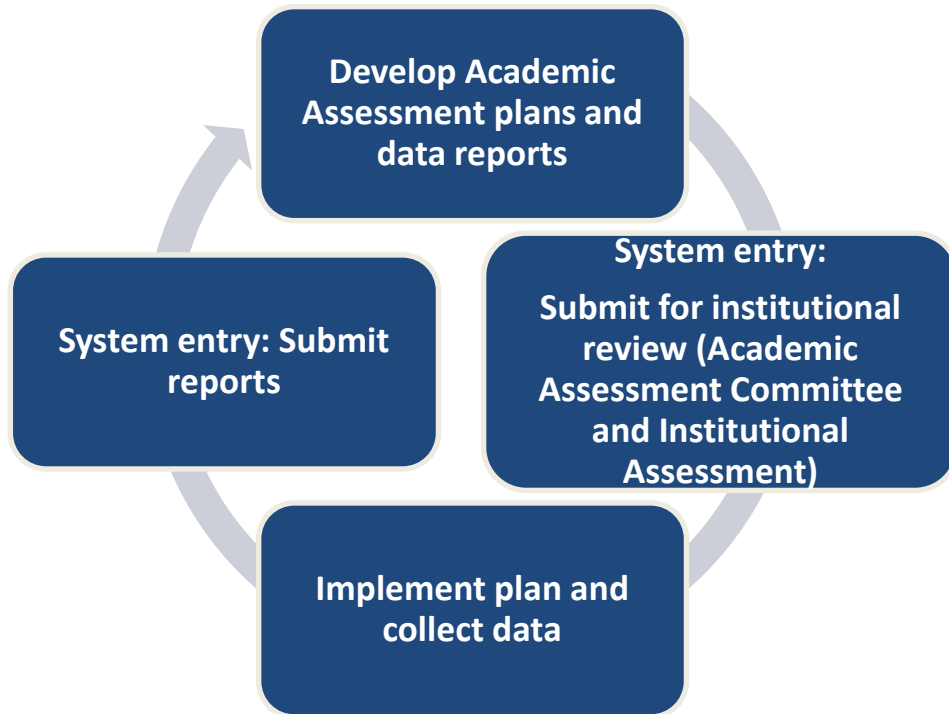 Develop Academic
Assessment plans and
data reports
System entry:
Submit for institutional
review (Academic
Assessment Committee
and Institutional
Assessment)
Implement plan and
collect data
System entry: Submit
reports